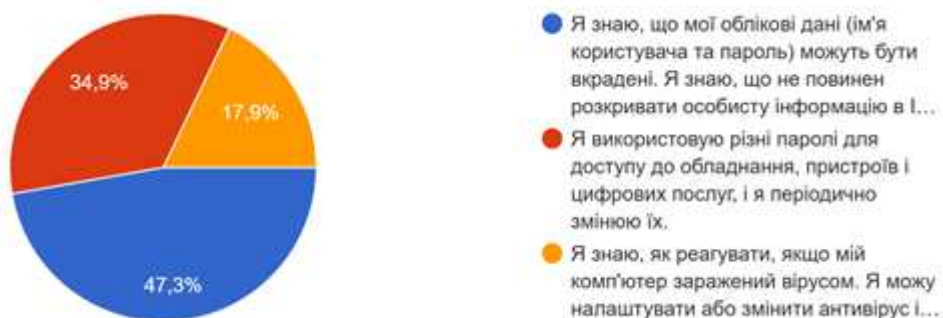 34,9%
17,9%
47,3%
Я знаю, що мої облікові дані (ім'я
користувача та пароль) можуть бути
вкрадені. Я знаю, що не повинен
розкривати особисту інформацію в І...
Я використовую різні паролі для
доступу до обладнання, пристроїв і
цифрових послуг, і я періодично
змінюю їх.
Я знаю, як реагувати, якщо мій
комп'ютер заражений вірусом. Я можу
налаштувати або змінити антивірус і...